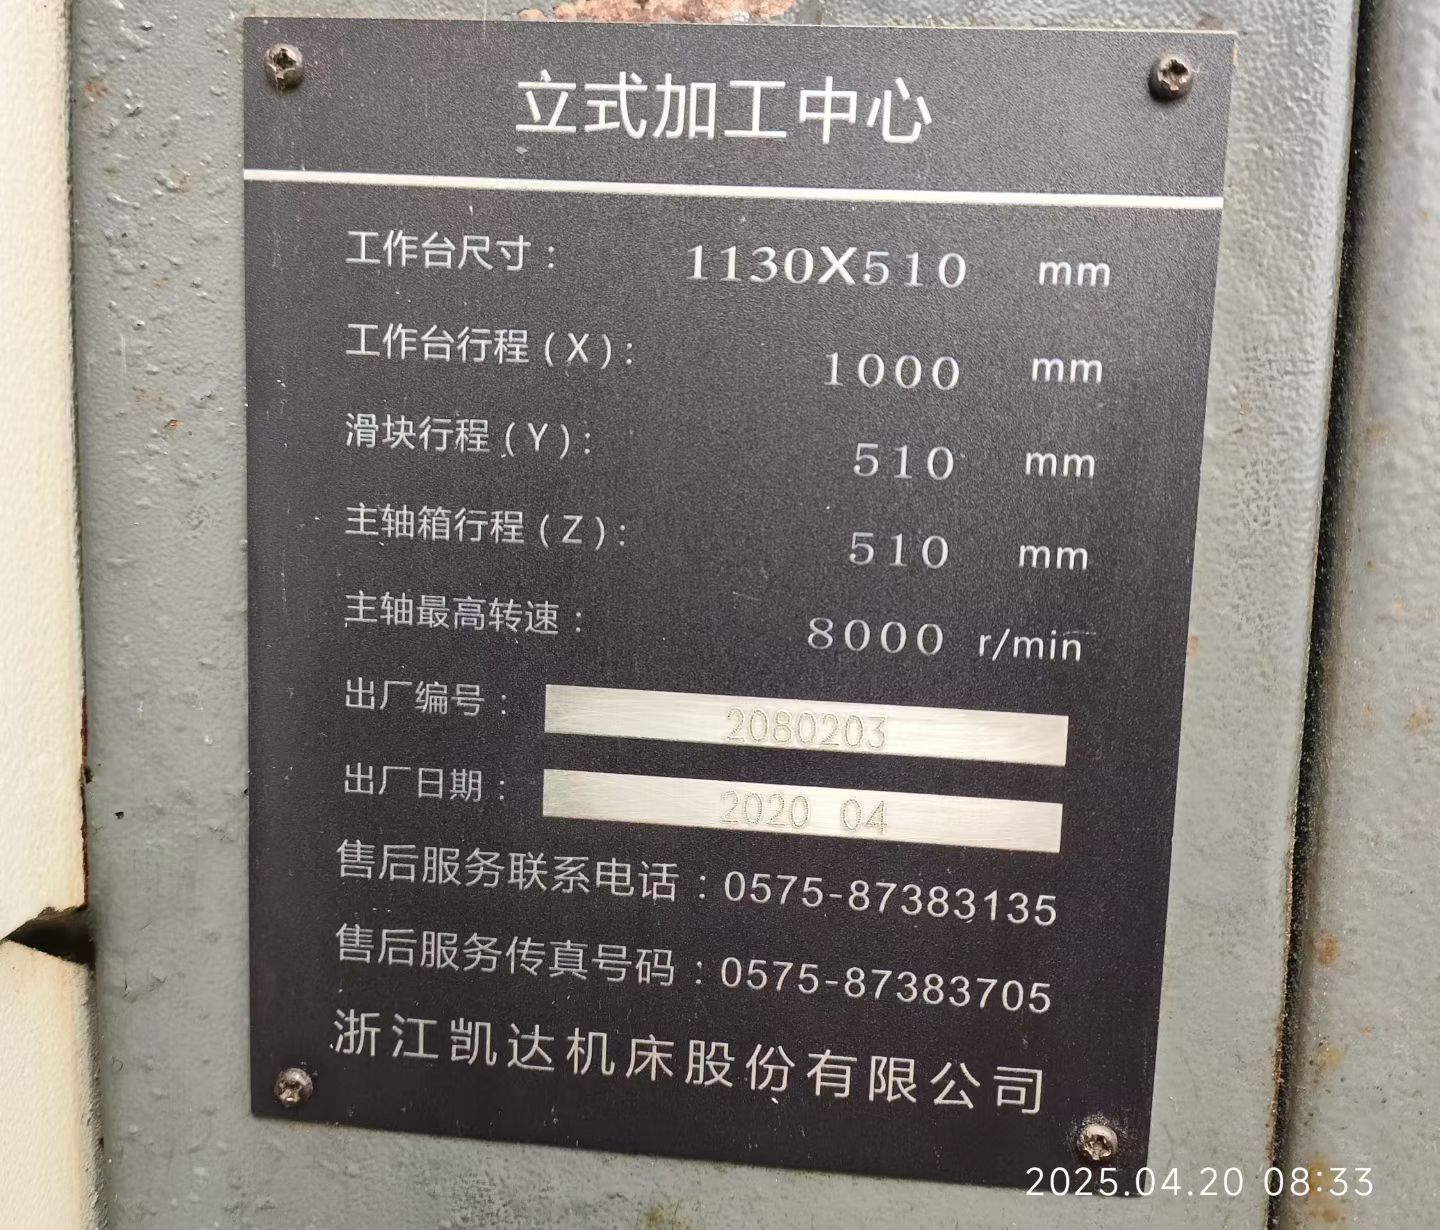 立式加工中心
工作台尺寸： 1130X510 mm
工作台行程（X）： 1000 mm
滑块行程（Y）： 510 mm
主轴箱行程（Z）： 510 mm
主轴最高转速： 8000 r/min
出厂编号： 2080203
出厂日期： 2020 04
售后服务联系电话：0575-87383135
售后服务传真号码：0575-87383705
浙江凯达机床股份有限公司
2025.04.20 08:33